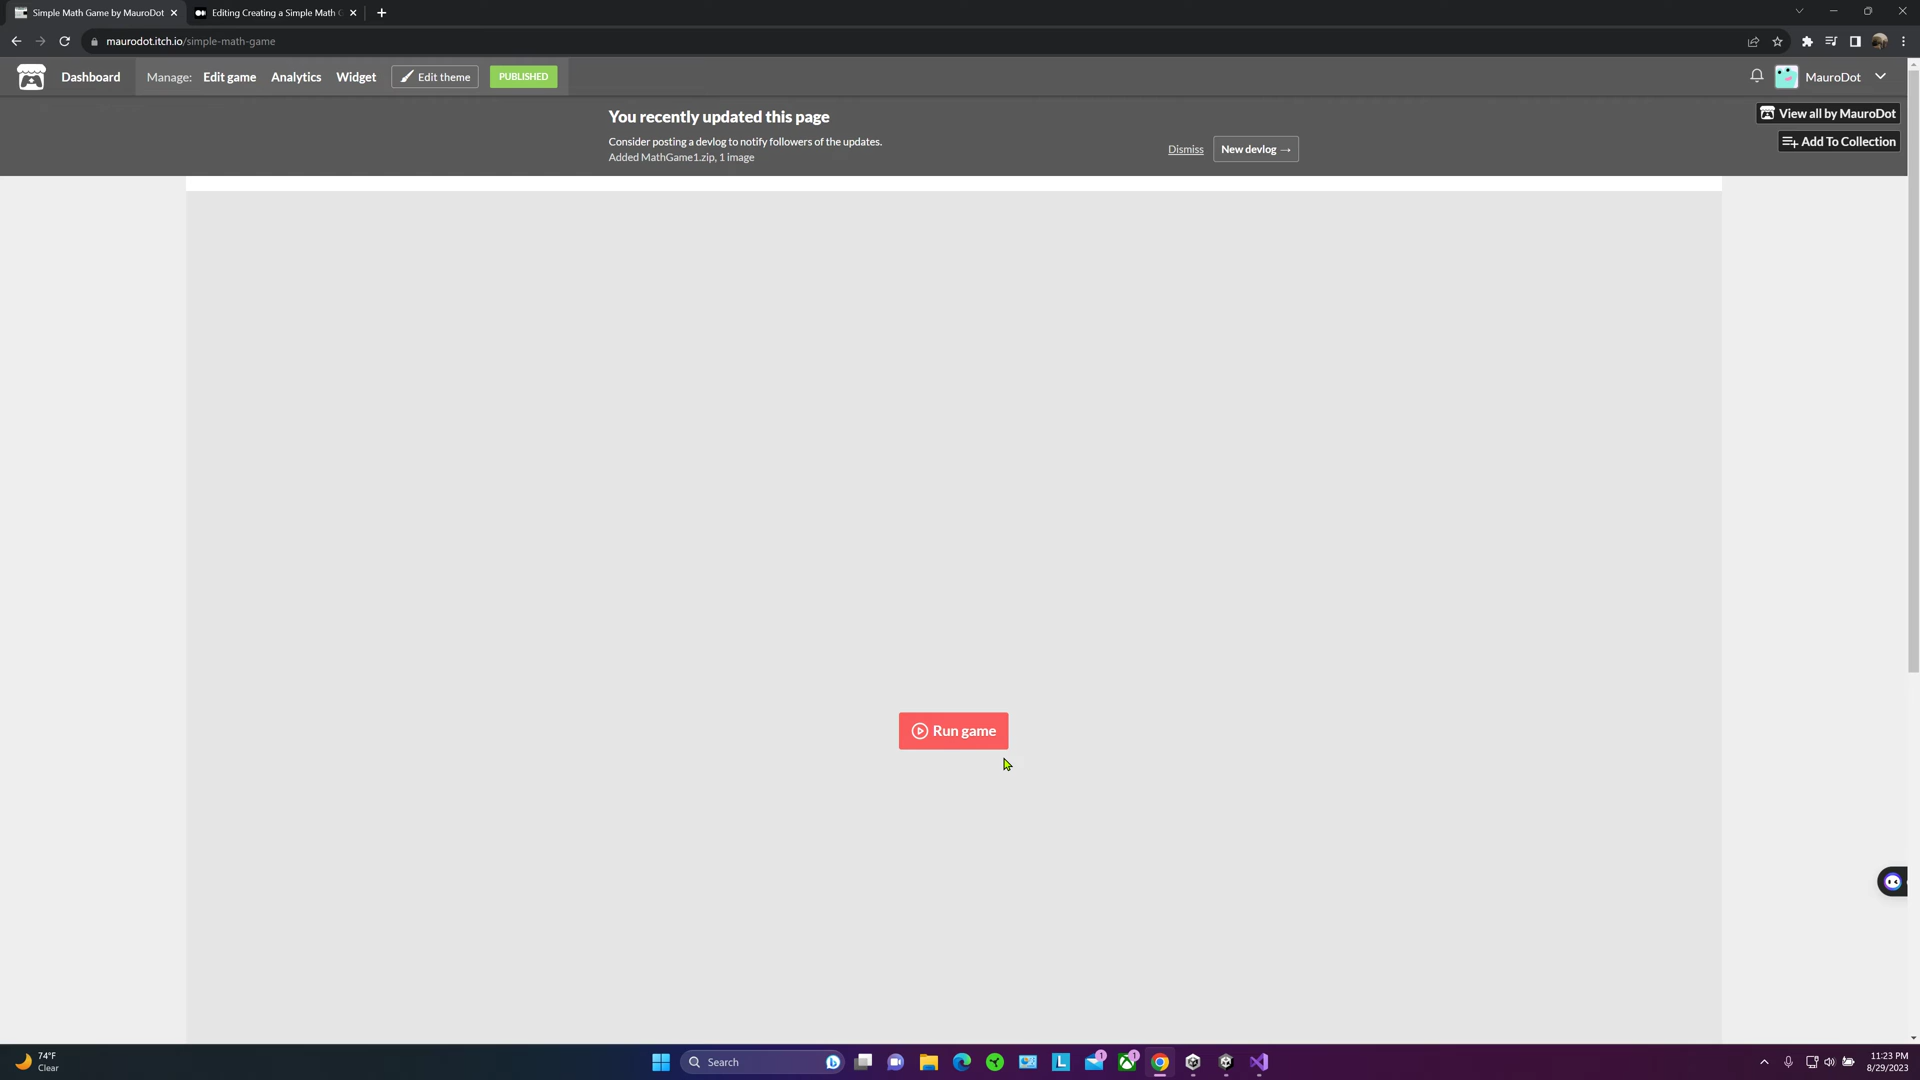 Simple Math Game by MauroDot
Editing Creating a Simple Math G
maurodot.itch.io/simple-math-game
Dashboard
Manage:
Edit game
Analytics
Widget
Edit theme
PUBLISHED
MauroDot
You recently updated this page
Consider posting a devlog to notify followers of the updates.
Added MathGame1.zip, 1 image
Dismiss
New devlog →
View all by MauroDot
Add To Collection
Run game
74°F
Clear
Search
L
1
1
11:23 PM
8/29/2023